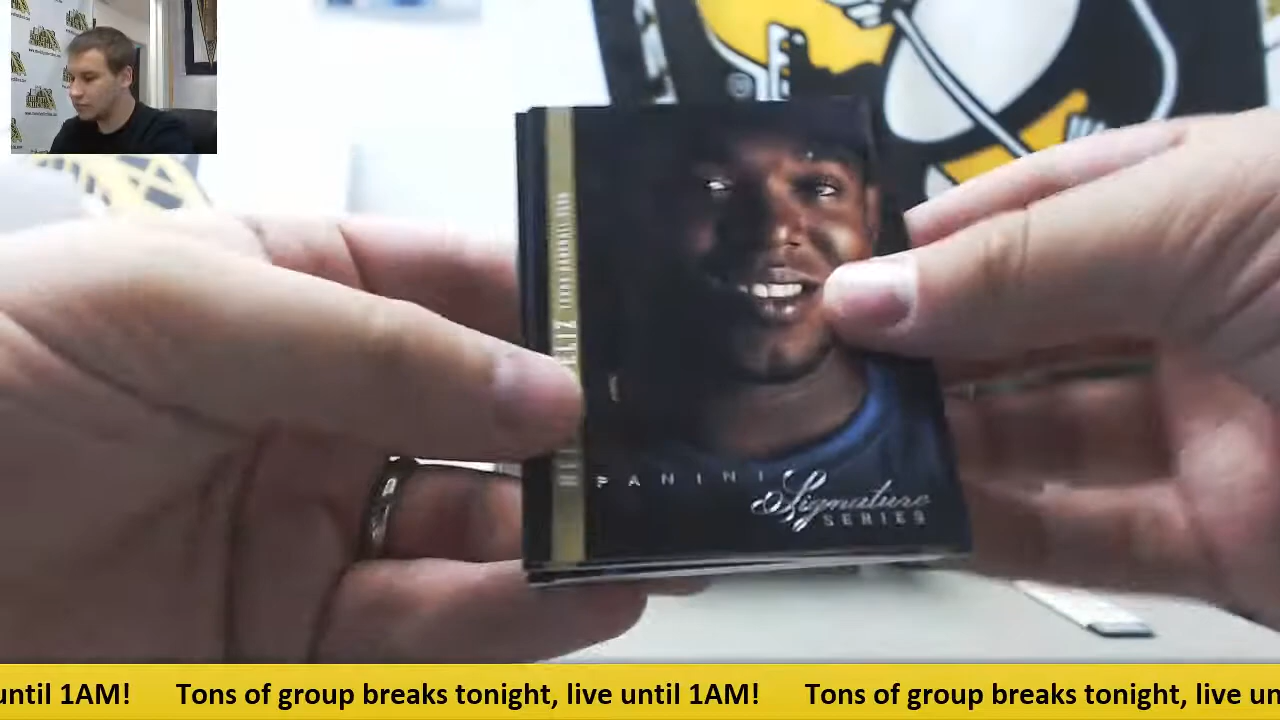 PANINI
Signature
SERIES
until 1AM! Tons of group breaks tonight, live until 1AM! Tons of group breaks tonight, live un